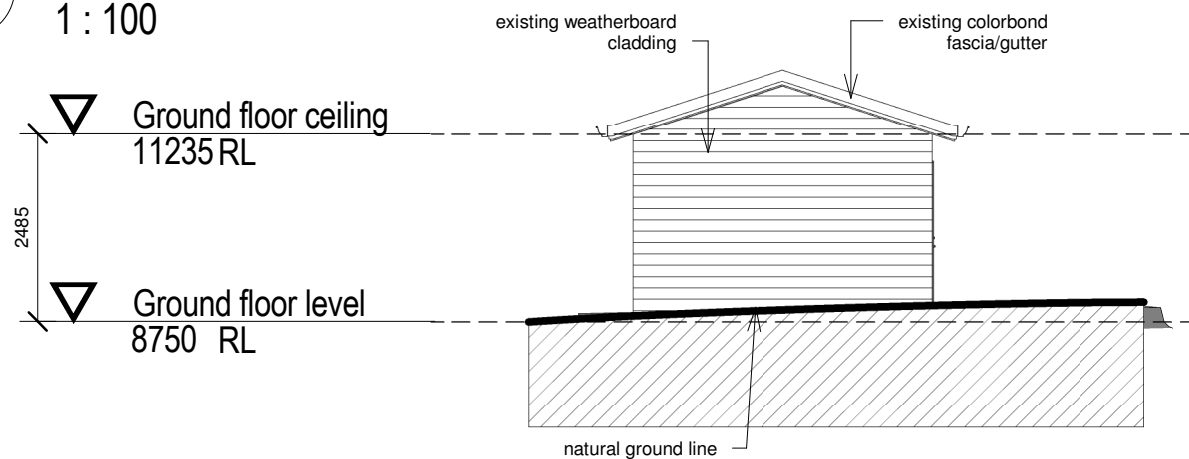 1 : 100
existing weatherboard
cladding
existing colorbond
fascia/gutter
Ground floor ceiling
11235 RL
2485
Ground floor level
8750 RL
natural ground line